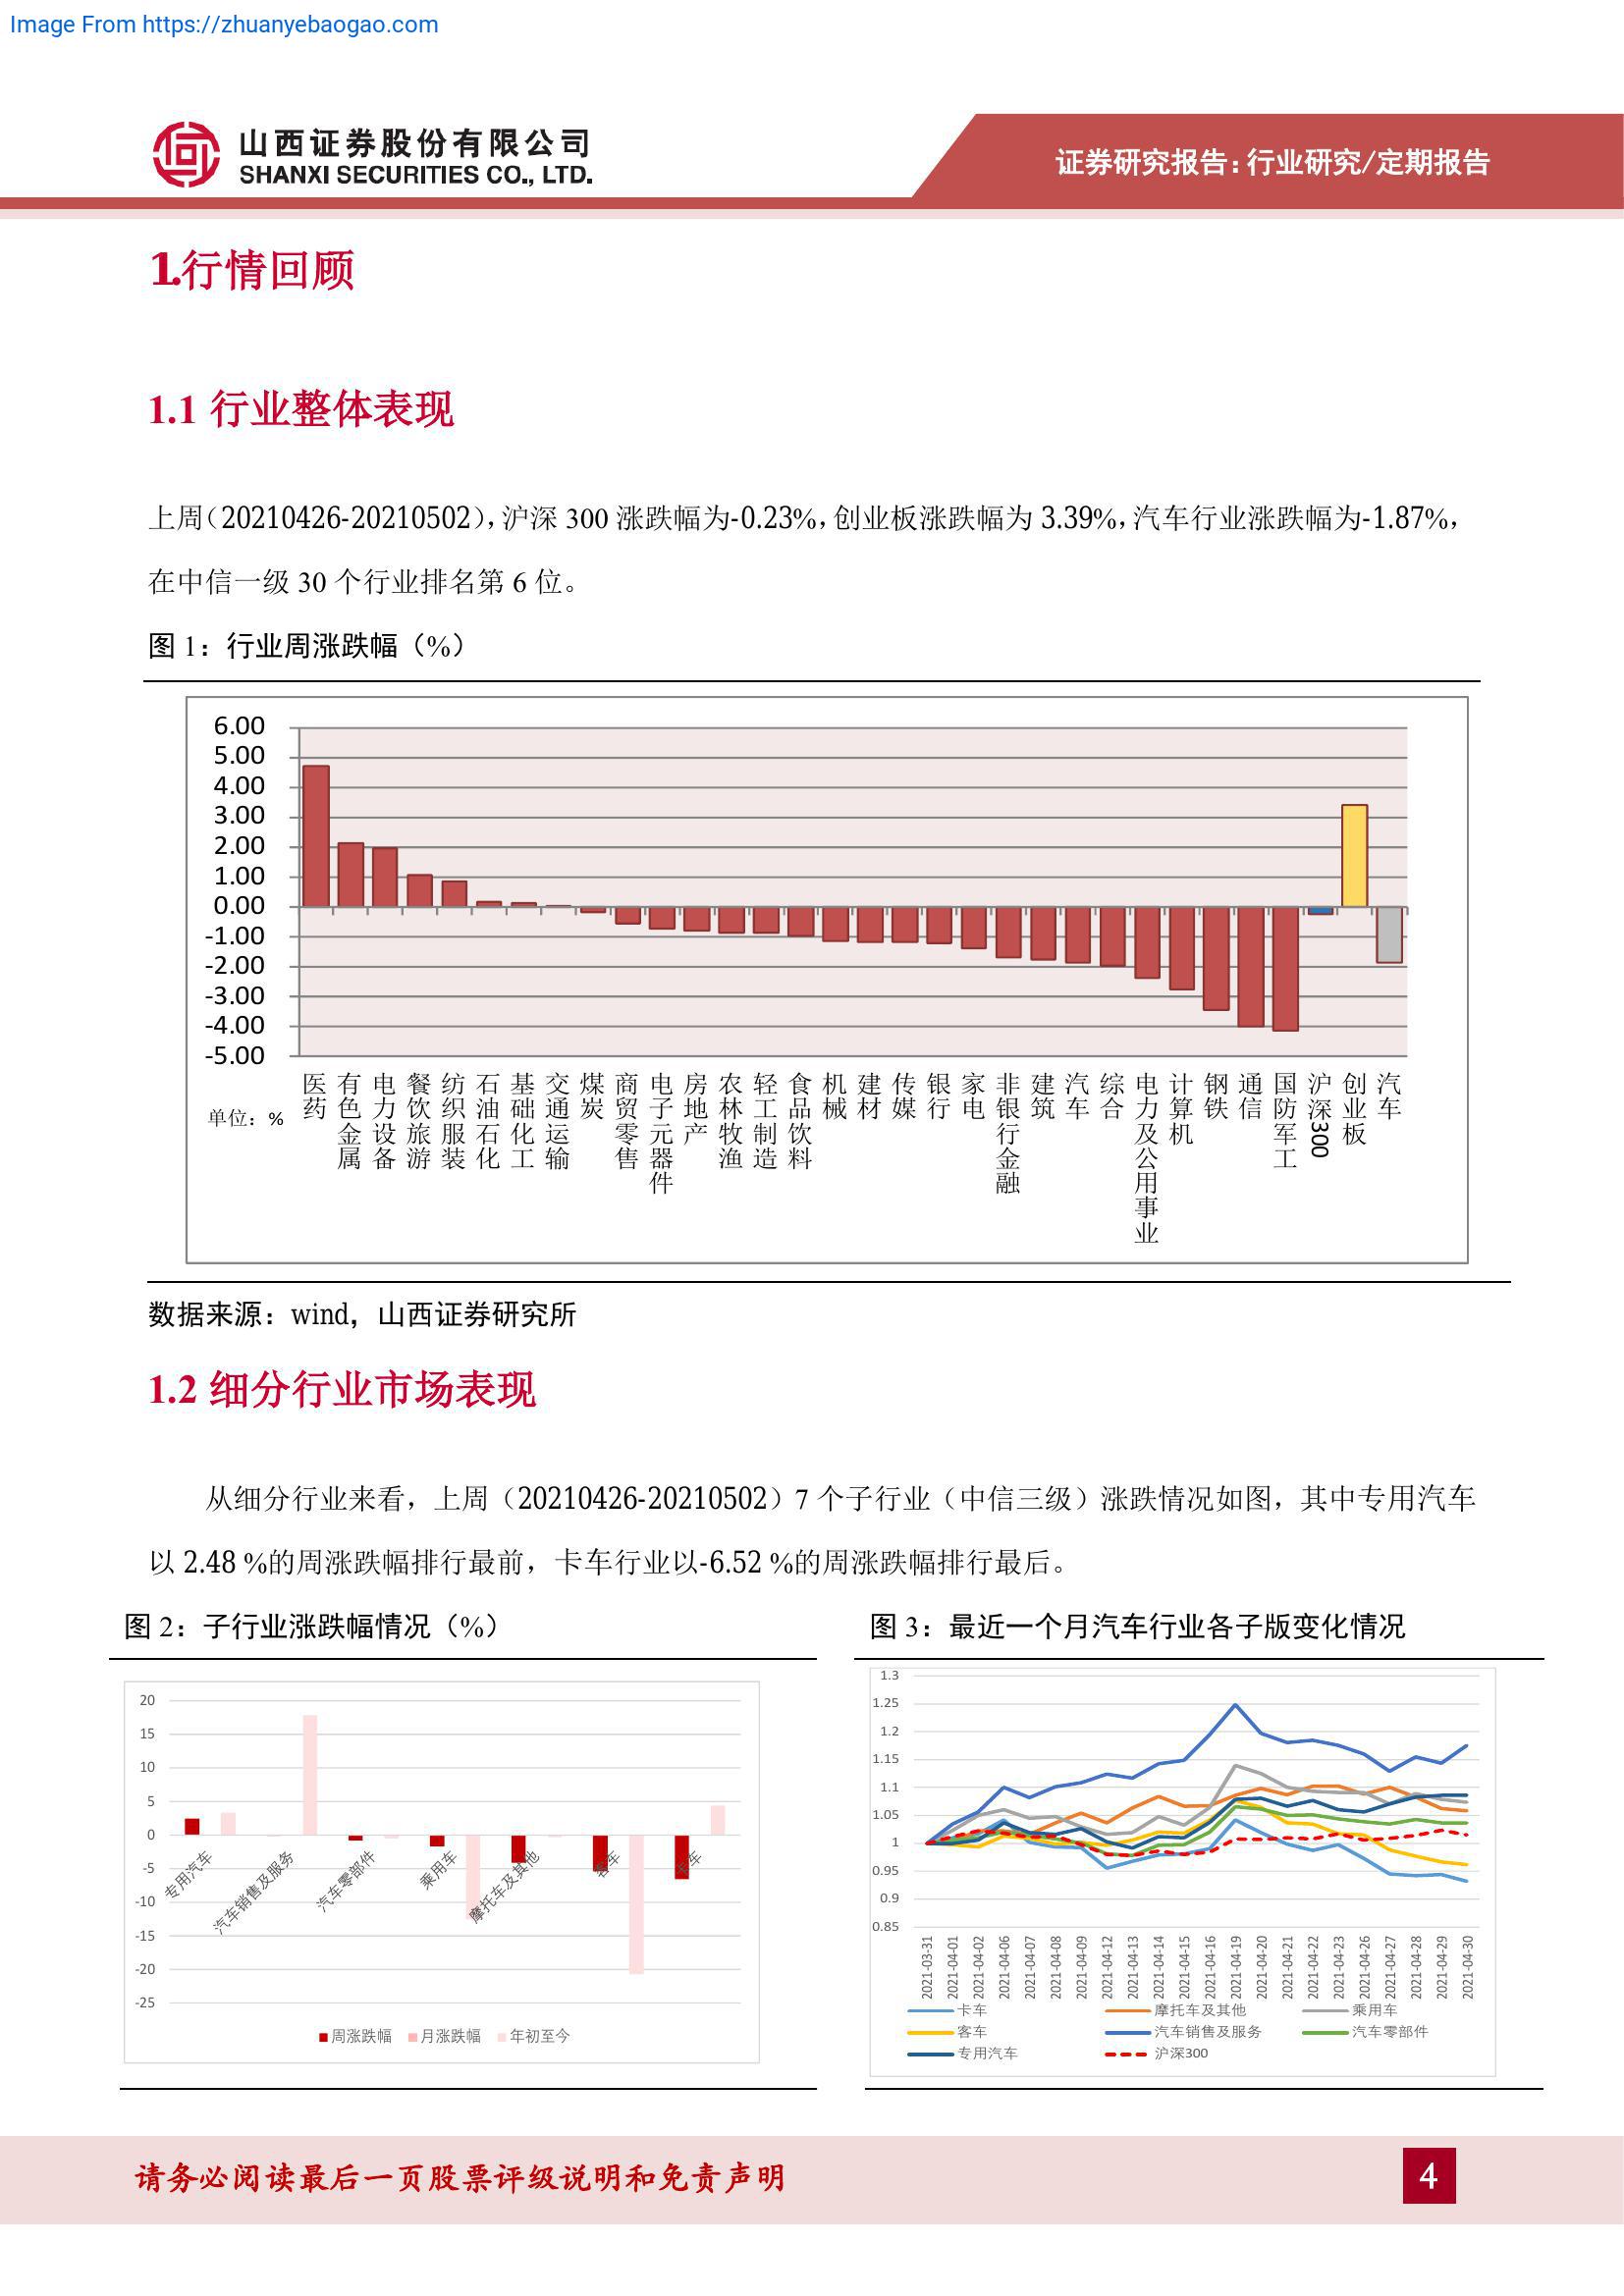 Image From https://zhuanyebaogao.com
山西证券股份有限公司
SHANXI SECURITIES CO., LTD.
证券研究报告：行业研究/定期报告
1.行情回顾
1.1 行业整体表现
上周（20210426-20210502），沪深 300 涨跌幅为-0.23%，创业板涨跌幅为 3.39%，汽车行业涨跌幅为-1.87%，
在中信一级 30 个行业排名第 6 位。
图 1：行业周涨跌幅（%）
6.00
5.00
4.00
3.00
2.00
1.00
0.00
-1.00
-2.00
-3.00
-4.00
-5.00
单位：%
医药
有色金属
电力设备
餐饮旅游
纺织服装
石油石化
基础化工
交通运输
煤炭
商贸零售
电子元器件
房地产
农林牧渔
轻工制造
食品饮料
机械
建材
传媒
银行
家电
非银行金融
建筑
汽车
综合
电力及公用事业
计算机
钢铁
通信
国防军工
沪深300
创业板
汽车
数据来源：wind，山西证券研究所
1.2 细分行业市场表现
从细分行业来看，上周（20210426-20210502）7 个子行业（中信三级）涨跌情况如图，其中专用汽车
以 2.48 %的周涨跌幅排行最前，卡车行业以-6.52 %的周涨跌幅排行最后。
图 2：子行业涨跌幅情况（%）
20
15
10
5
0
-5
-10
-15
-20
-25
专用汽车
汽车销售及服务
汽车零部件
乘用车
摩托车及其他
客车
卡车
周涨跌幅 月涨跌幅 年初至今
图 3：最近一个月汽车行业各子版变化情况
1.3
1.25
1.2
1.15
1.1
1.05
1
0.95
0.9
0.85
2021-03-31
2021-04-01
2021-04-02
2021-04-06
2021-04-07
2021-04-08
2021-04-09
2021-04-12
2021-04-13
2021-04-14
2021-04-15
2021-04-16
2021-04-19
2021-04-20
2021-04-21
2021-04-22
2021-04-23
2021-04-26
2021-04-27
2021-04-28
2021-04-29
2021-04-30
卡车 摩托车及其他 乘用车
客车 汽车销售及服务 汽车零部件
专用汽车 沪深300
请务必阅读最后一页股票评级说明和免责声明
4